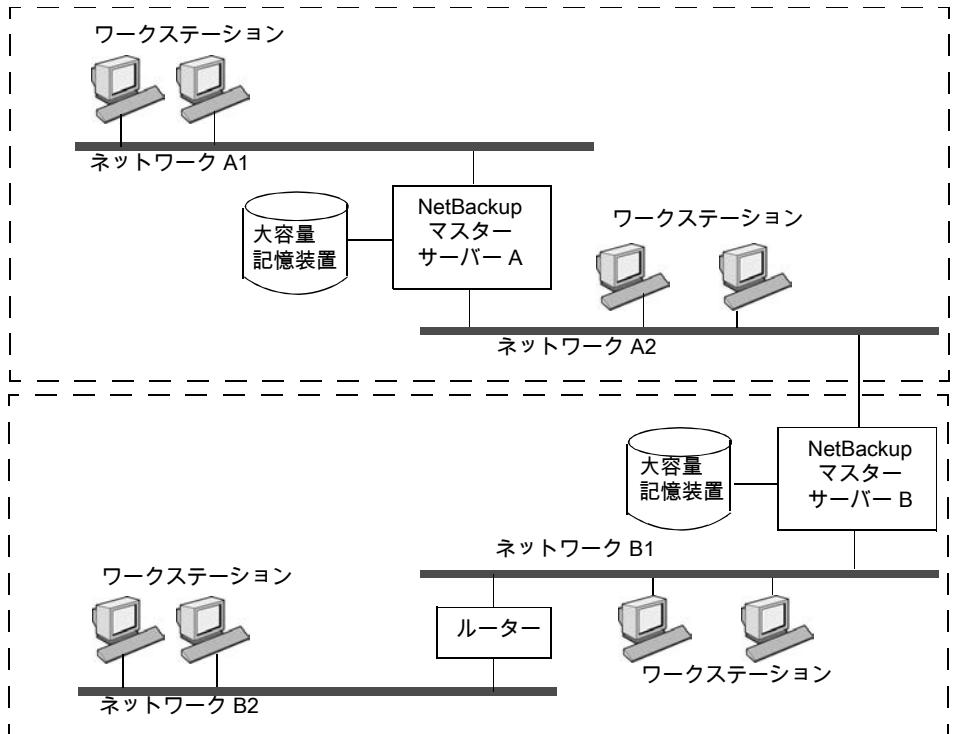 ワークステーション
ネットワーク A1
NetBackup
マスター
サーバー A
大容量
記憶装置
ワークステーション
ネットワーク A2
NetBackup
マスター
サーバー B
大容量
記憶装置
ネットワーク B1
ワークステーション
ルーター
ワークステーション
ネットワーク B2